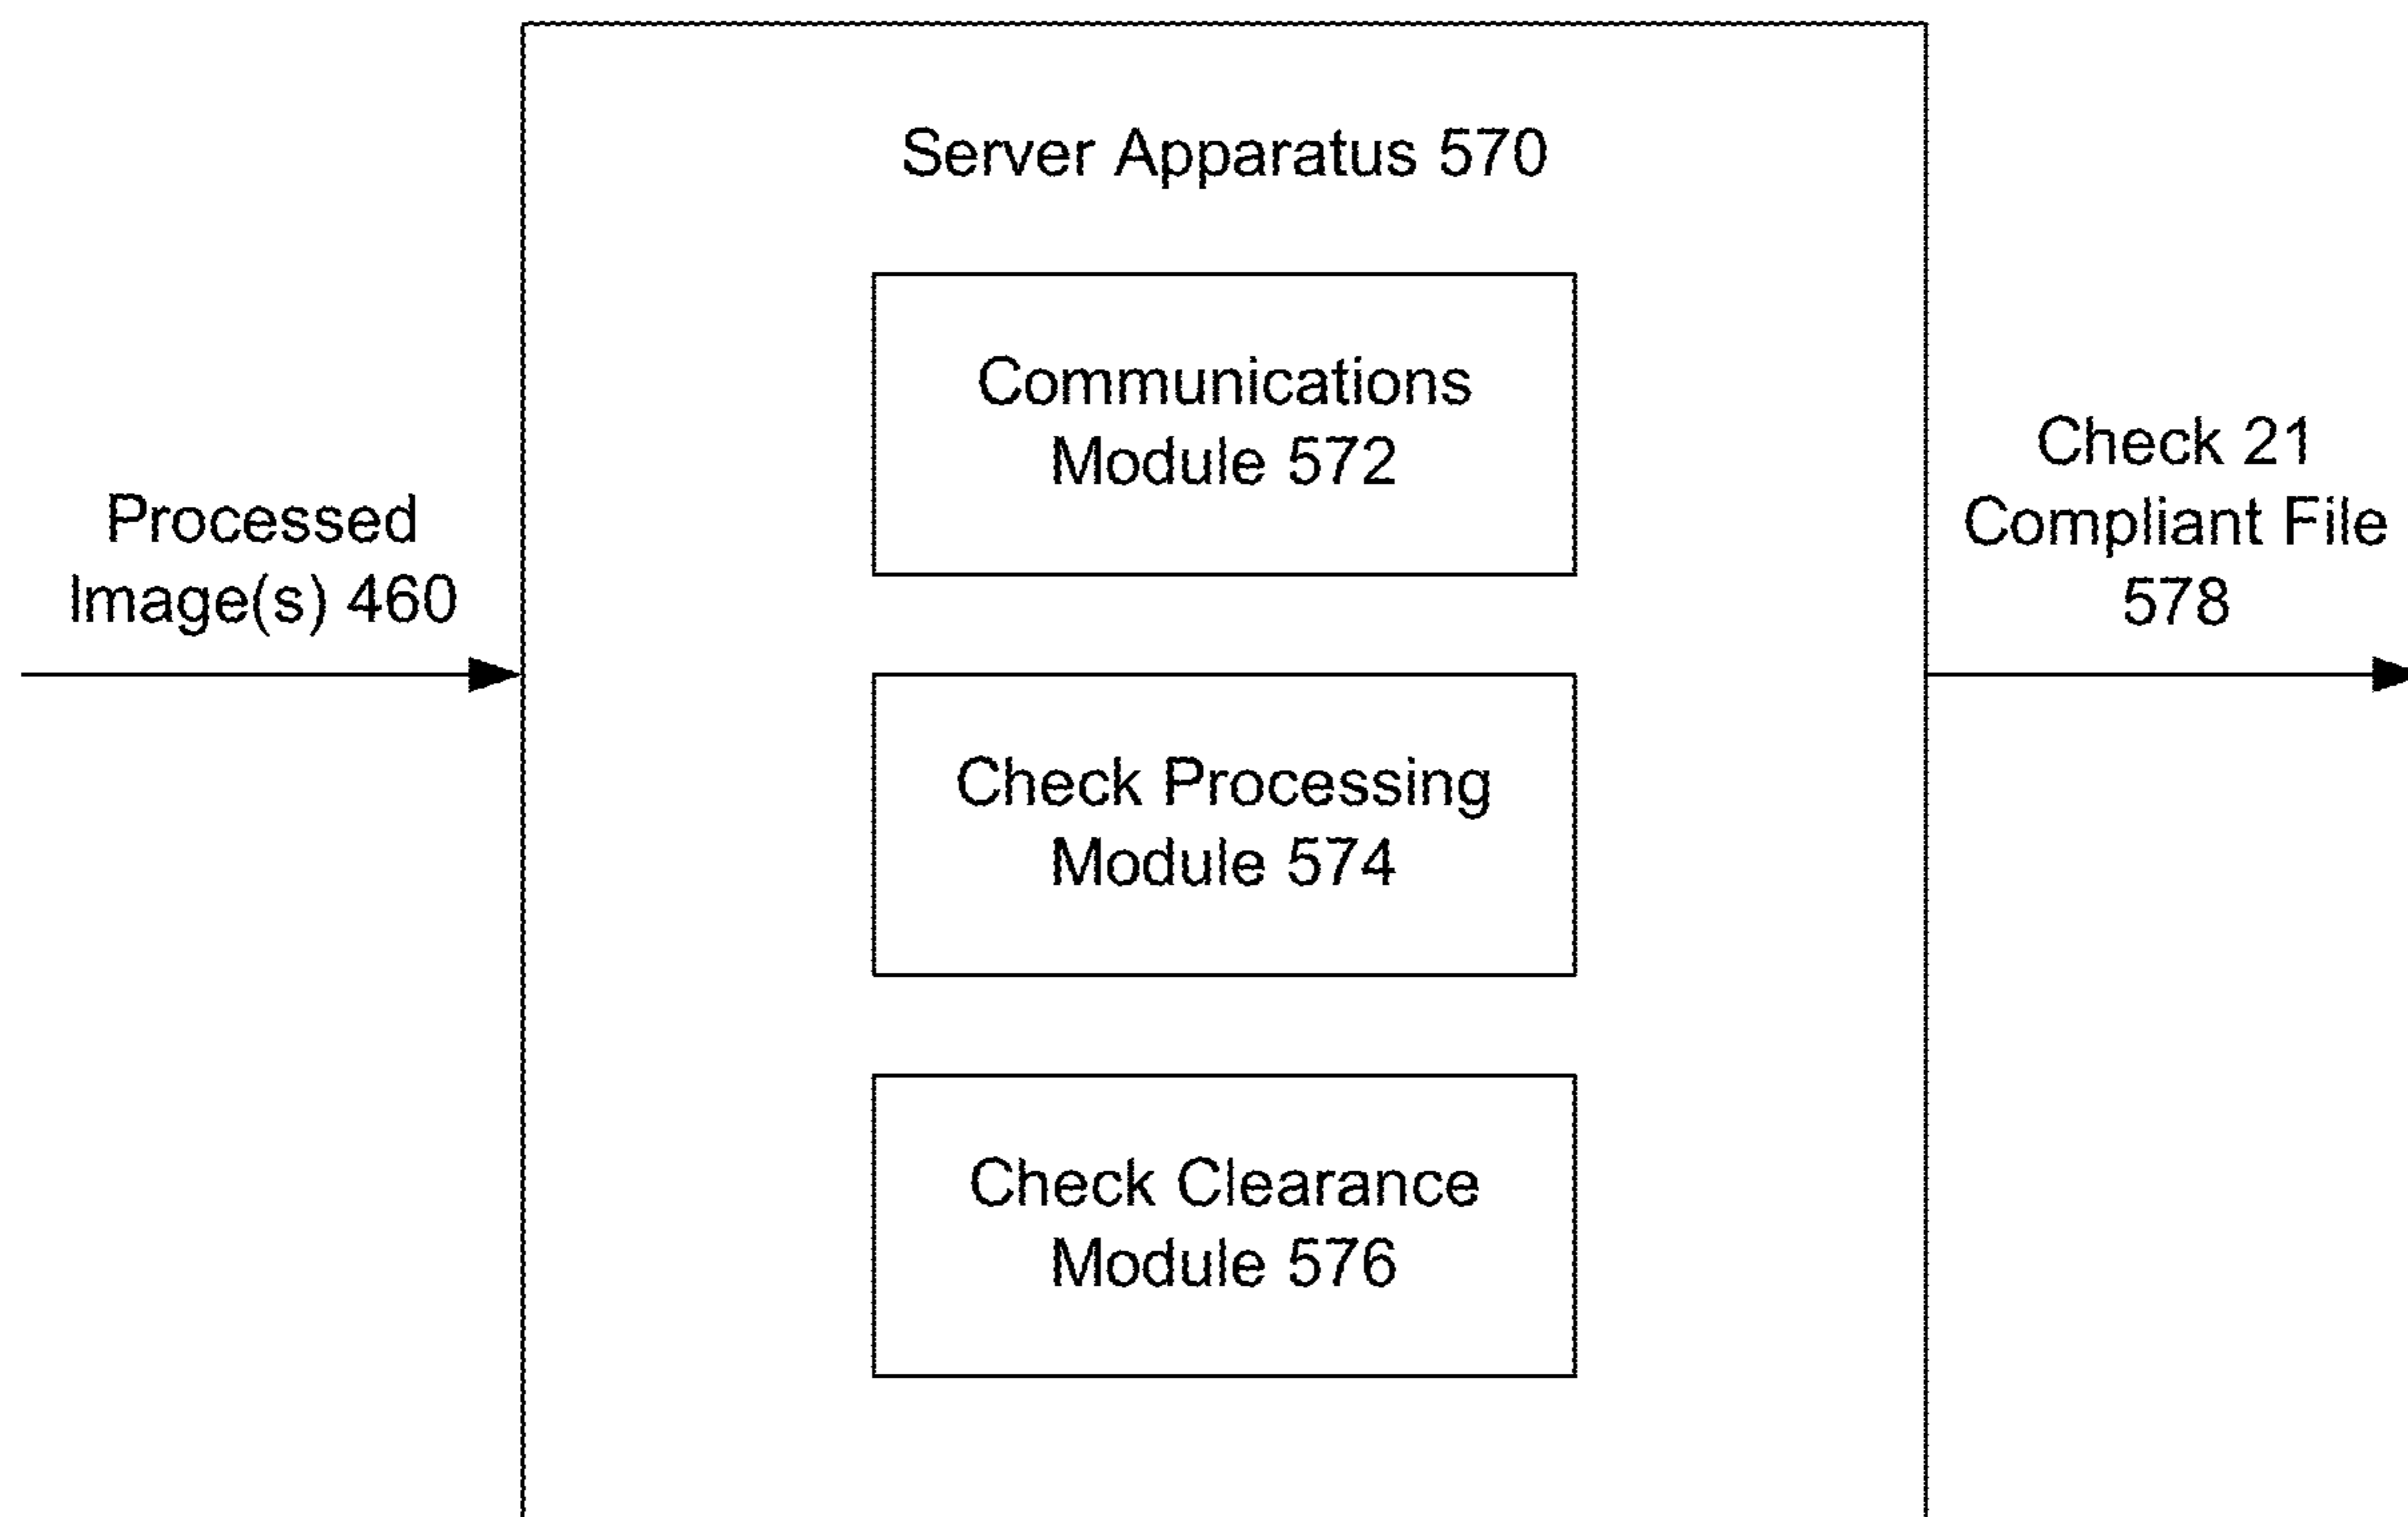 Server Apparatus 570
Communications
Module 572
Processed
Image(s) 460
Check 21
Compliant File
578
Check Processing
Module 574
Check Clearance
Module 576